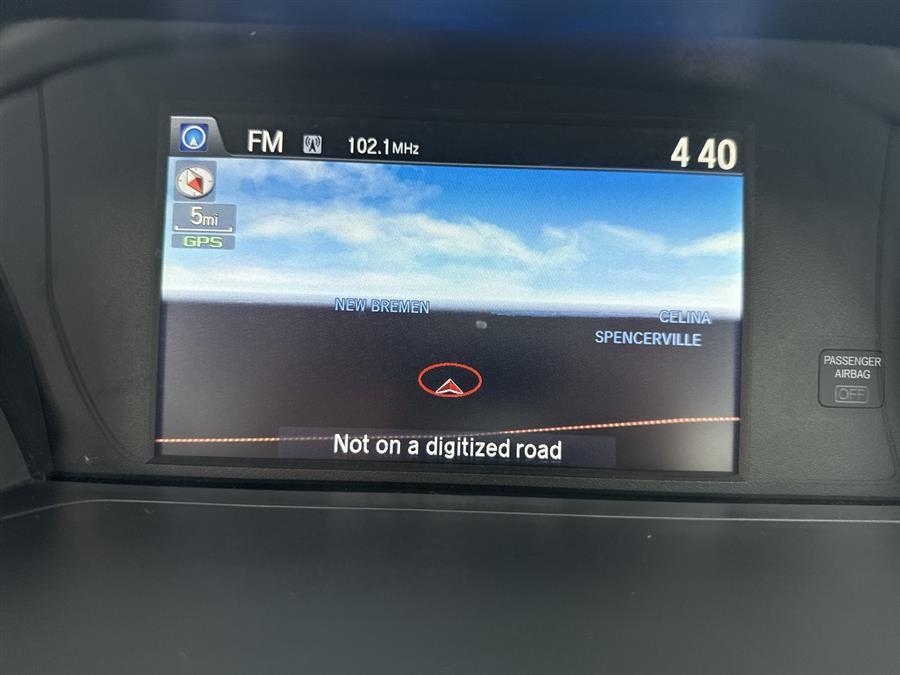 FM 102.1MHz 4 40
5mi
GPS
NEW BREMEN
CELINA
SPENCERVILLE
PASSENGER
AIRBAG
OFF
Not on a digitized road